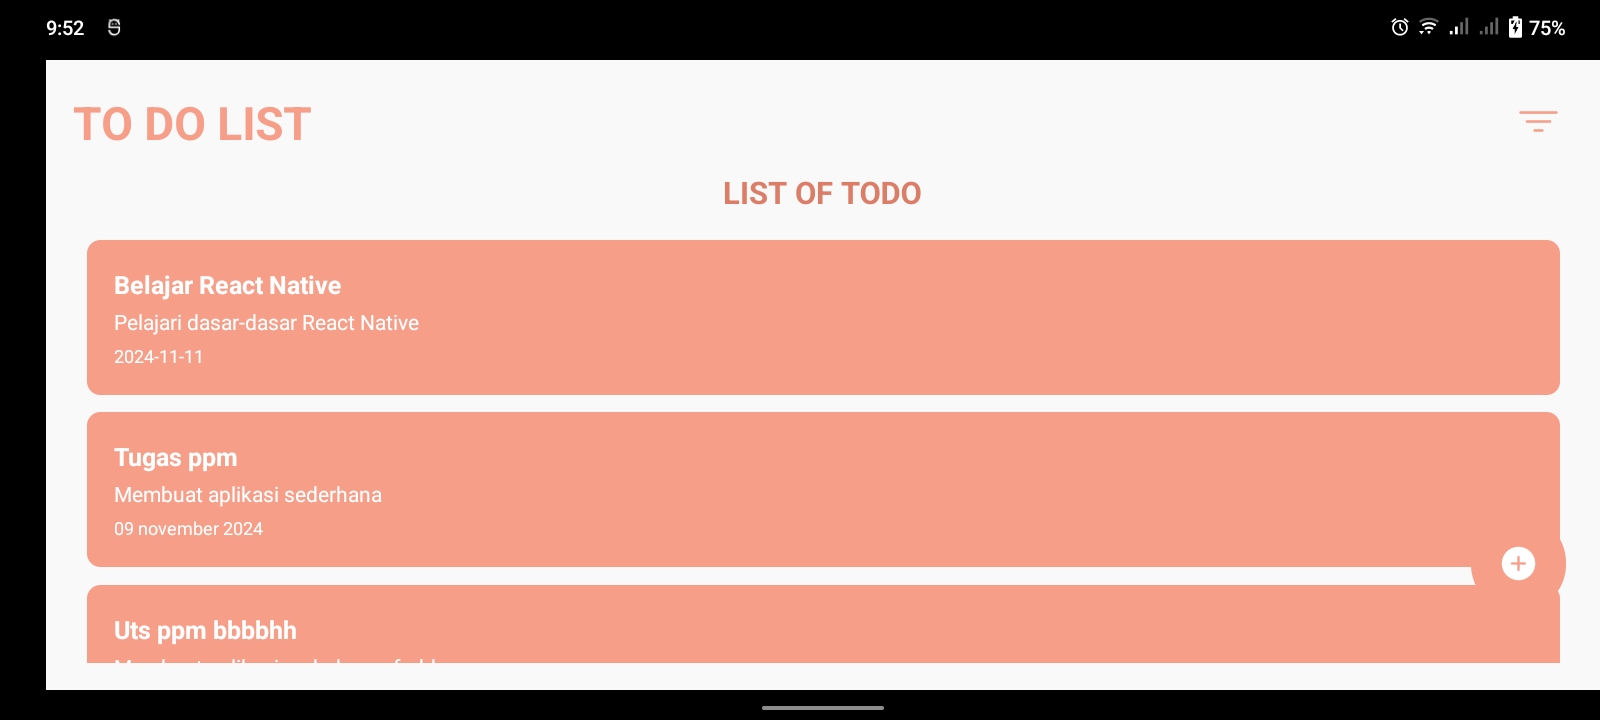 9:52
75%
TO DO LIST
LIST OF TODO
Belajar React Native
Pelajari dasar-dasar React Native
2024-11-11
Tugas ppm
Membuat aplikasi sederhana
09 november 2024
Uts ppm bbbbhh